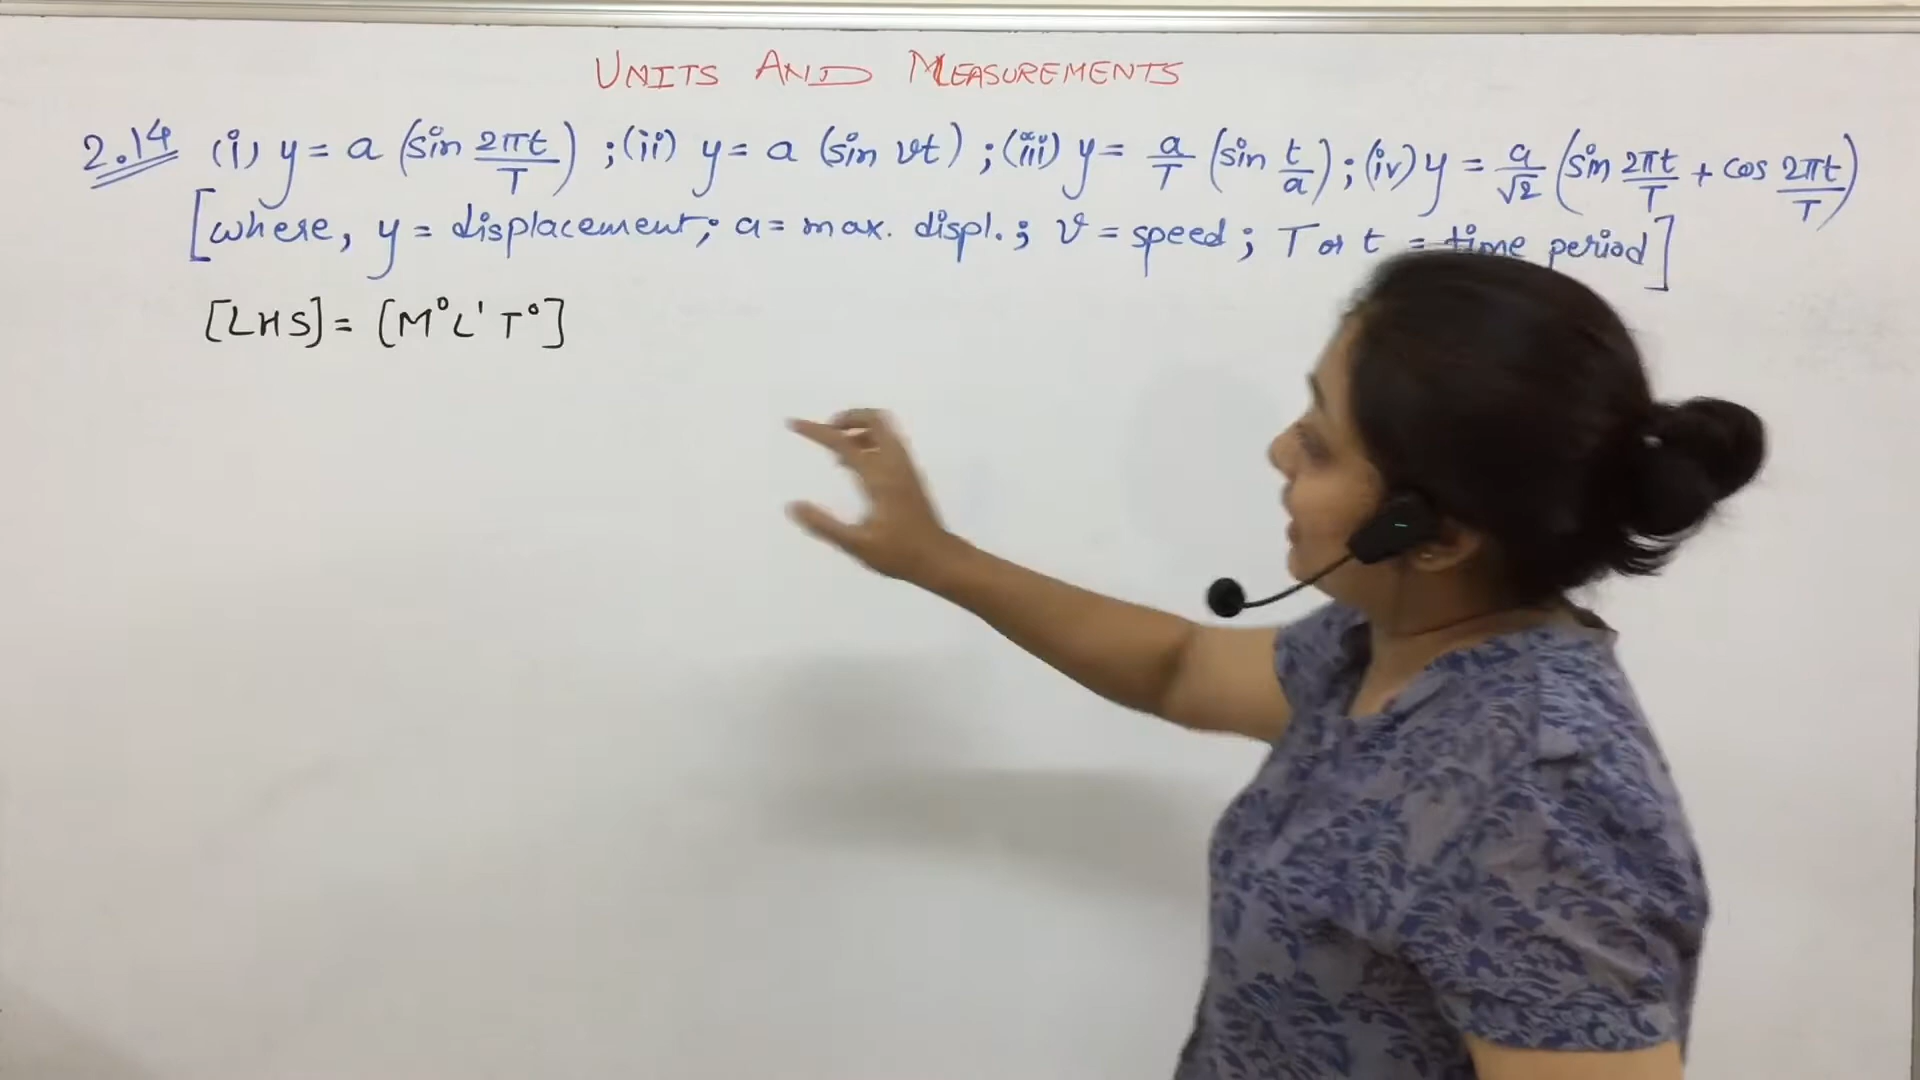 UNITS AND MEASUREMENTS
2.14 (i) y = a (sin 2πt/T) ; (ii) y = a (sin vt) ; (iii) y = a/T (sin t/a) ; (iv) y = a/√2 (sin 2πt/T + cos 2πt/T)
[where, y = displacement; a = max. displ.; v = speed; T or t = time period]
[LHS] = [M⁰L¹T⁰]